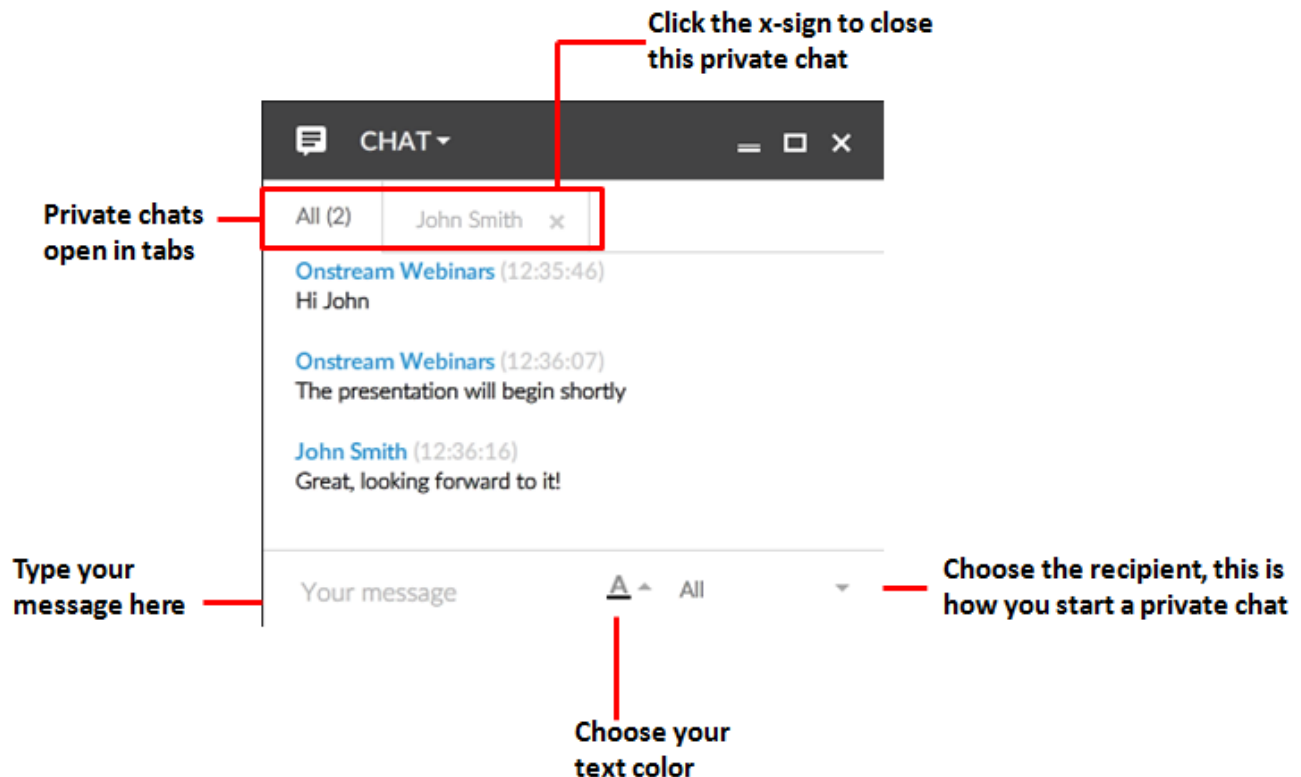 Click the x-sign to close
this private chat
CHAT
Private chats
open in tabs
All (2)
John Smith
Onstream Webinars (12:35:46)
Hi John
Onstream Webinars (12:36:07)
The presentation will begin shortly
John Smith (12:36:16)
Great, looking forward to it!
Type your
message here
Your message
A
All
Choose the recipient, this is
how you start a private chat
Choose your
text color